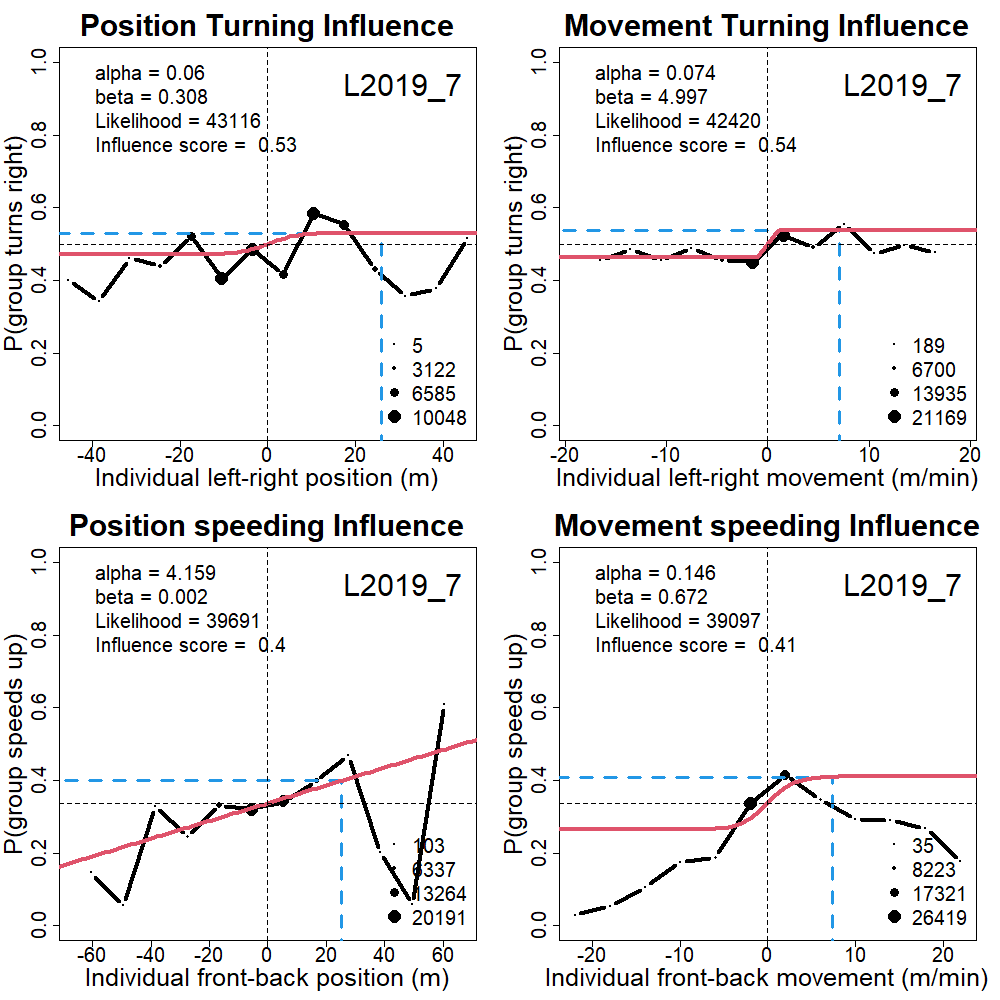 Position Turning Influence
alpha = 0.06
beta = 0.308
Likelihood = 43116
Influence score = 0.53
L2019_7
P(group turns right)
0.0 0.2 0.4 0.6 0.8 1.0
5
3122
6585
10048
-40 -20 0 20 40
Individual left-right position (m)
Movement Turning Influence
alpha = 0.074
beta = 4.997
Likelihood = 42420
Influence score = 0.54
L2019_7
P(group turns right)
0.0 0.2 0.4 0.6 0.8 1.0
189
6700
13935
21169
-20 -10 0 10 20
Individual left-right movement (m/min)
Position speeding Influence
alpha = 4.159
beta = 0.002
Likelihood = 39691
Influence score = 0.4
L2019_7
P(group speeds up)
0.0 0.2 0.4 0.6 0.8 1.0
103
6337
13264
20191
-60 -40 -20 0 20 40 60
Individual front-back position (m)
Movement speeding Influence
alpha = 0.146
beta = 0.672
Likelihood = 39097
Influence score = 0.41
L2019_7
P(group speeds up)
0.0 0.2 0.4 0.6 0.8 1.0
35
8223
17321
26419
-20 -10 0 10 20
Individual front-back movement (m/min)